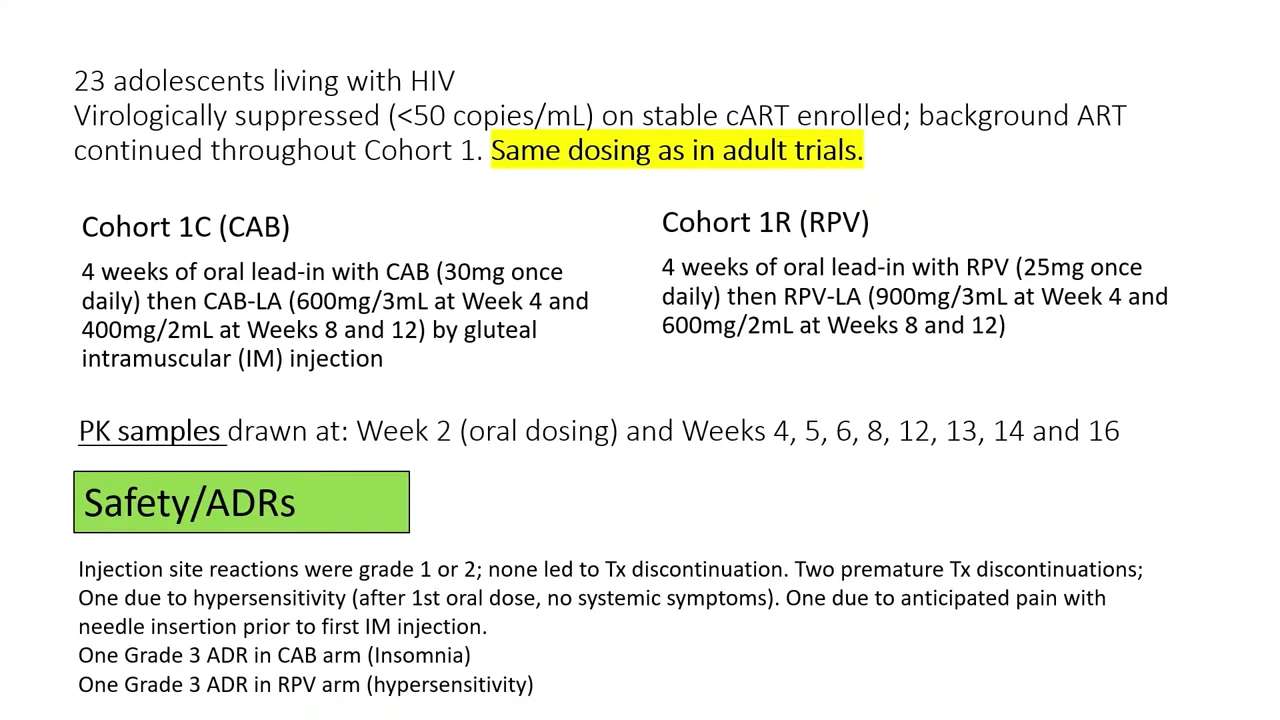 23 adolescents living with HIV
Virologically suppressed (<50 copies/mL) on stable cART enrolled; background ART
continued throughout Cohort 1. Same dosing as in adult trials.
Cohort 1C (CAB)
4 weeks of oral lead-in with CAB (30mg once
daily) then CAB-LA (600mg/3mL at Week 4 and
400mg/2mL at Weeks 8 and 12) by gluteal
intramuscular (IM) injection
Cohort 1R (RPV)
4 weeks of oral lead-in with RPV (25mg once
daily) then RPV-LA (900mg/3mL at Week 4 and
600mg/2mL at Weeks 8 and 12)
PK samples drawn at: Week 2 (oral dosing) and Weeks 4, 5, 6, 8, 12, 13, 14 and 16
Safety/ADRs
Injection site reactions were grade 1 or 2; none led to Tx discontinuation. Two premature Tx discontinuations;
One due to hypersensitivity (after 1st oral dose, no systemic symptoms). One due to anticipated pain with
needle insertion prior to first IM injection.
One Grade 3 ADR in CAB arm (Insomnia)
One Grade 3 ADR in RPV arm (hypersensitivity)